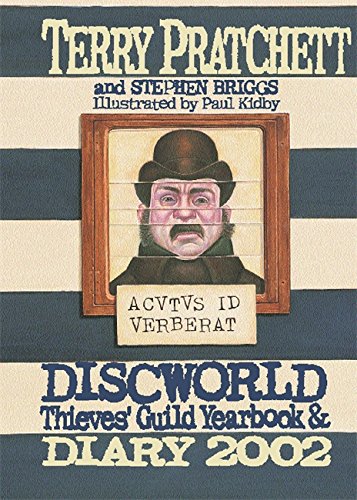 TERRY PRATCHETT
and STEPHEN BRIGGS
Illustrated by Paul Kidby
ACVTVS ID
VERBERAT
DISCWORLD
Thieves' Guild Yearbook &
DIARY 2002